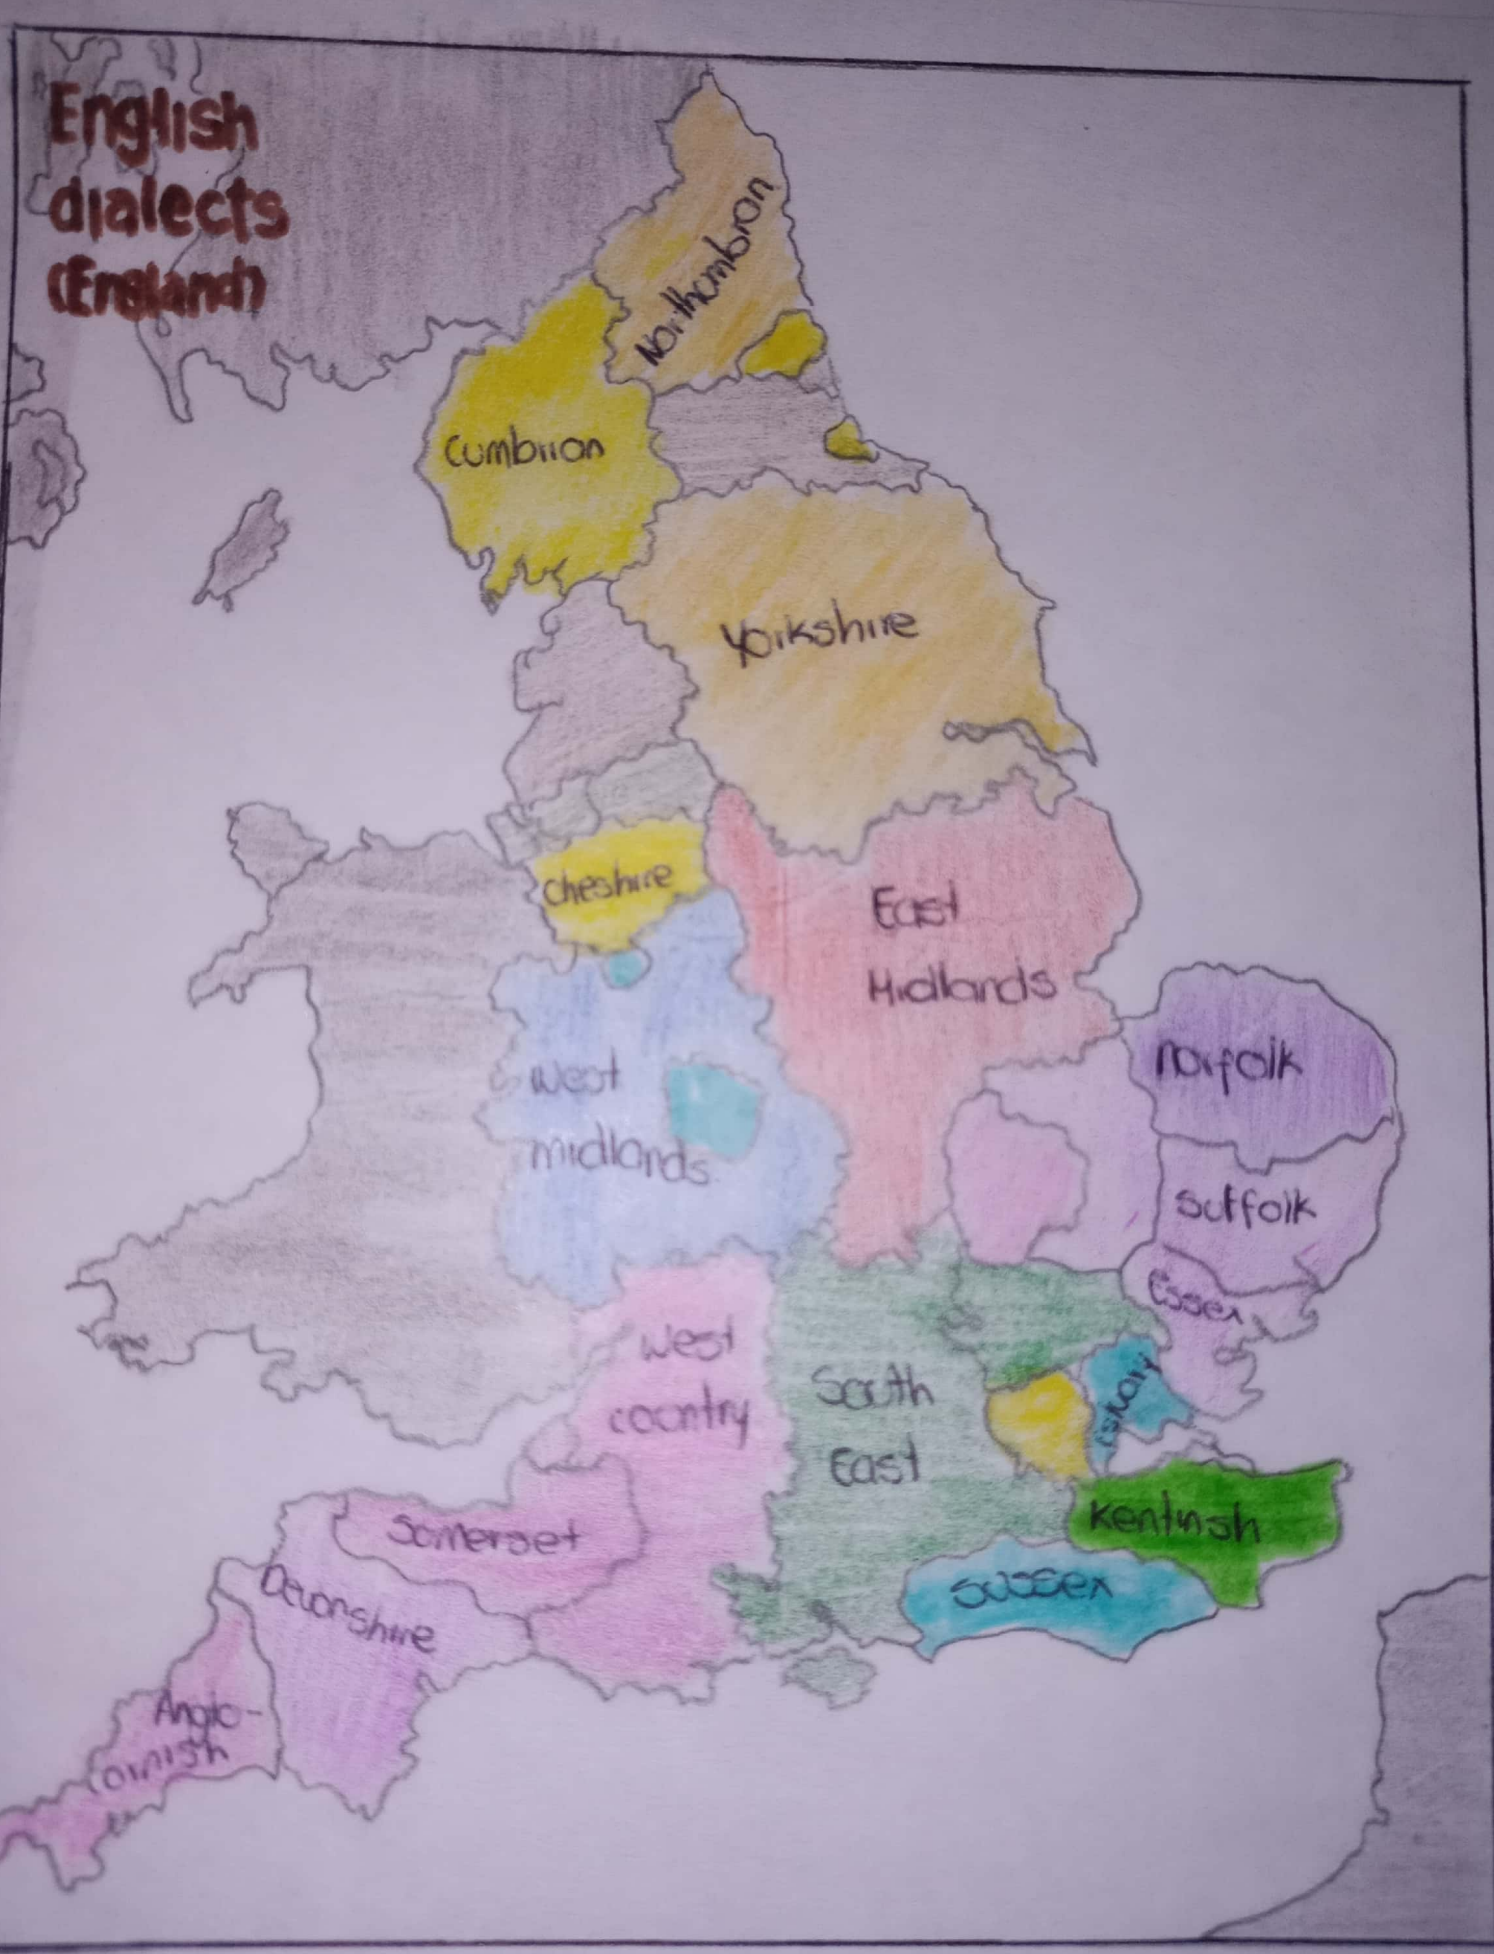 English
dialects
(England)
Northumbrian
Cumbrian
Yorkshire
Cheshire
East
Midlands
West
midlands
Norfolk
Suffolk
Essex
West
country
South
East
Estuary
Kentish
Sussex
Somerset
Devonshire
Anglo-
cornish